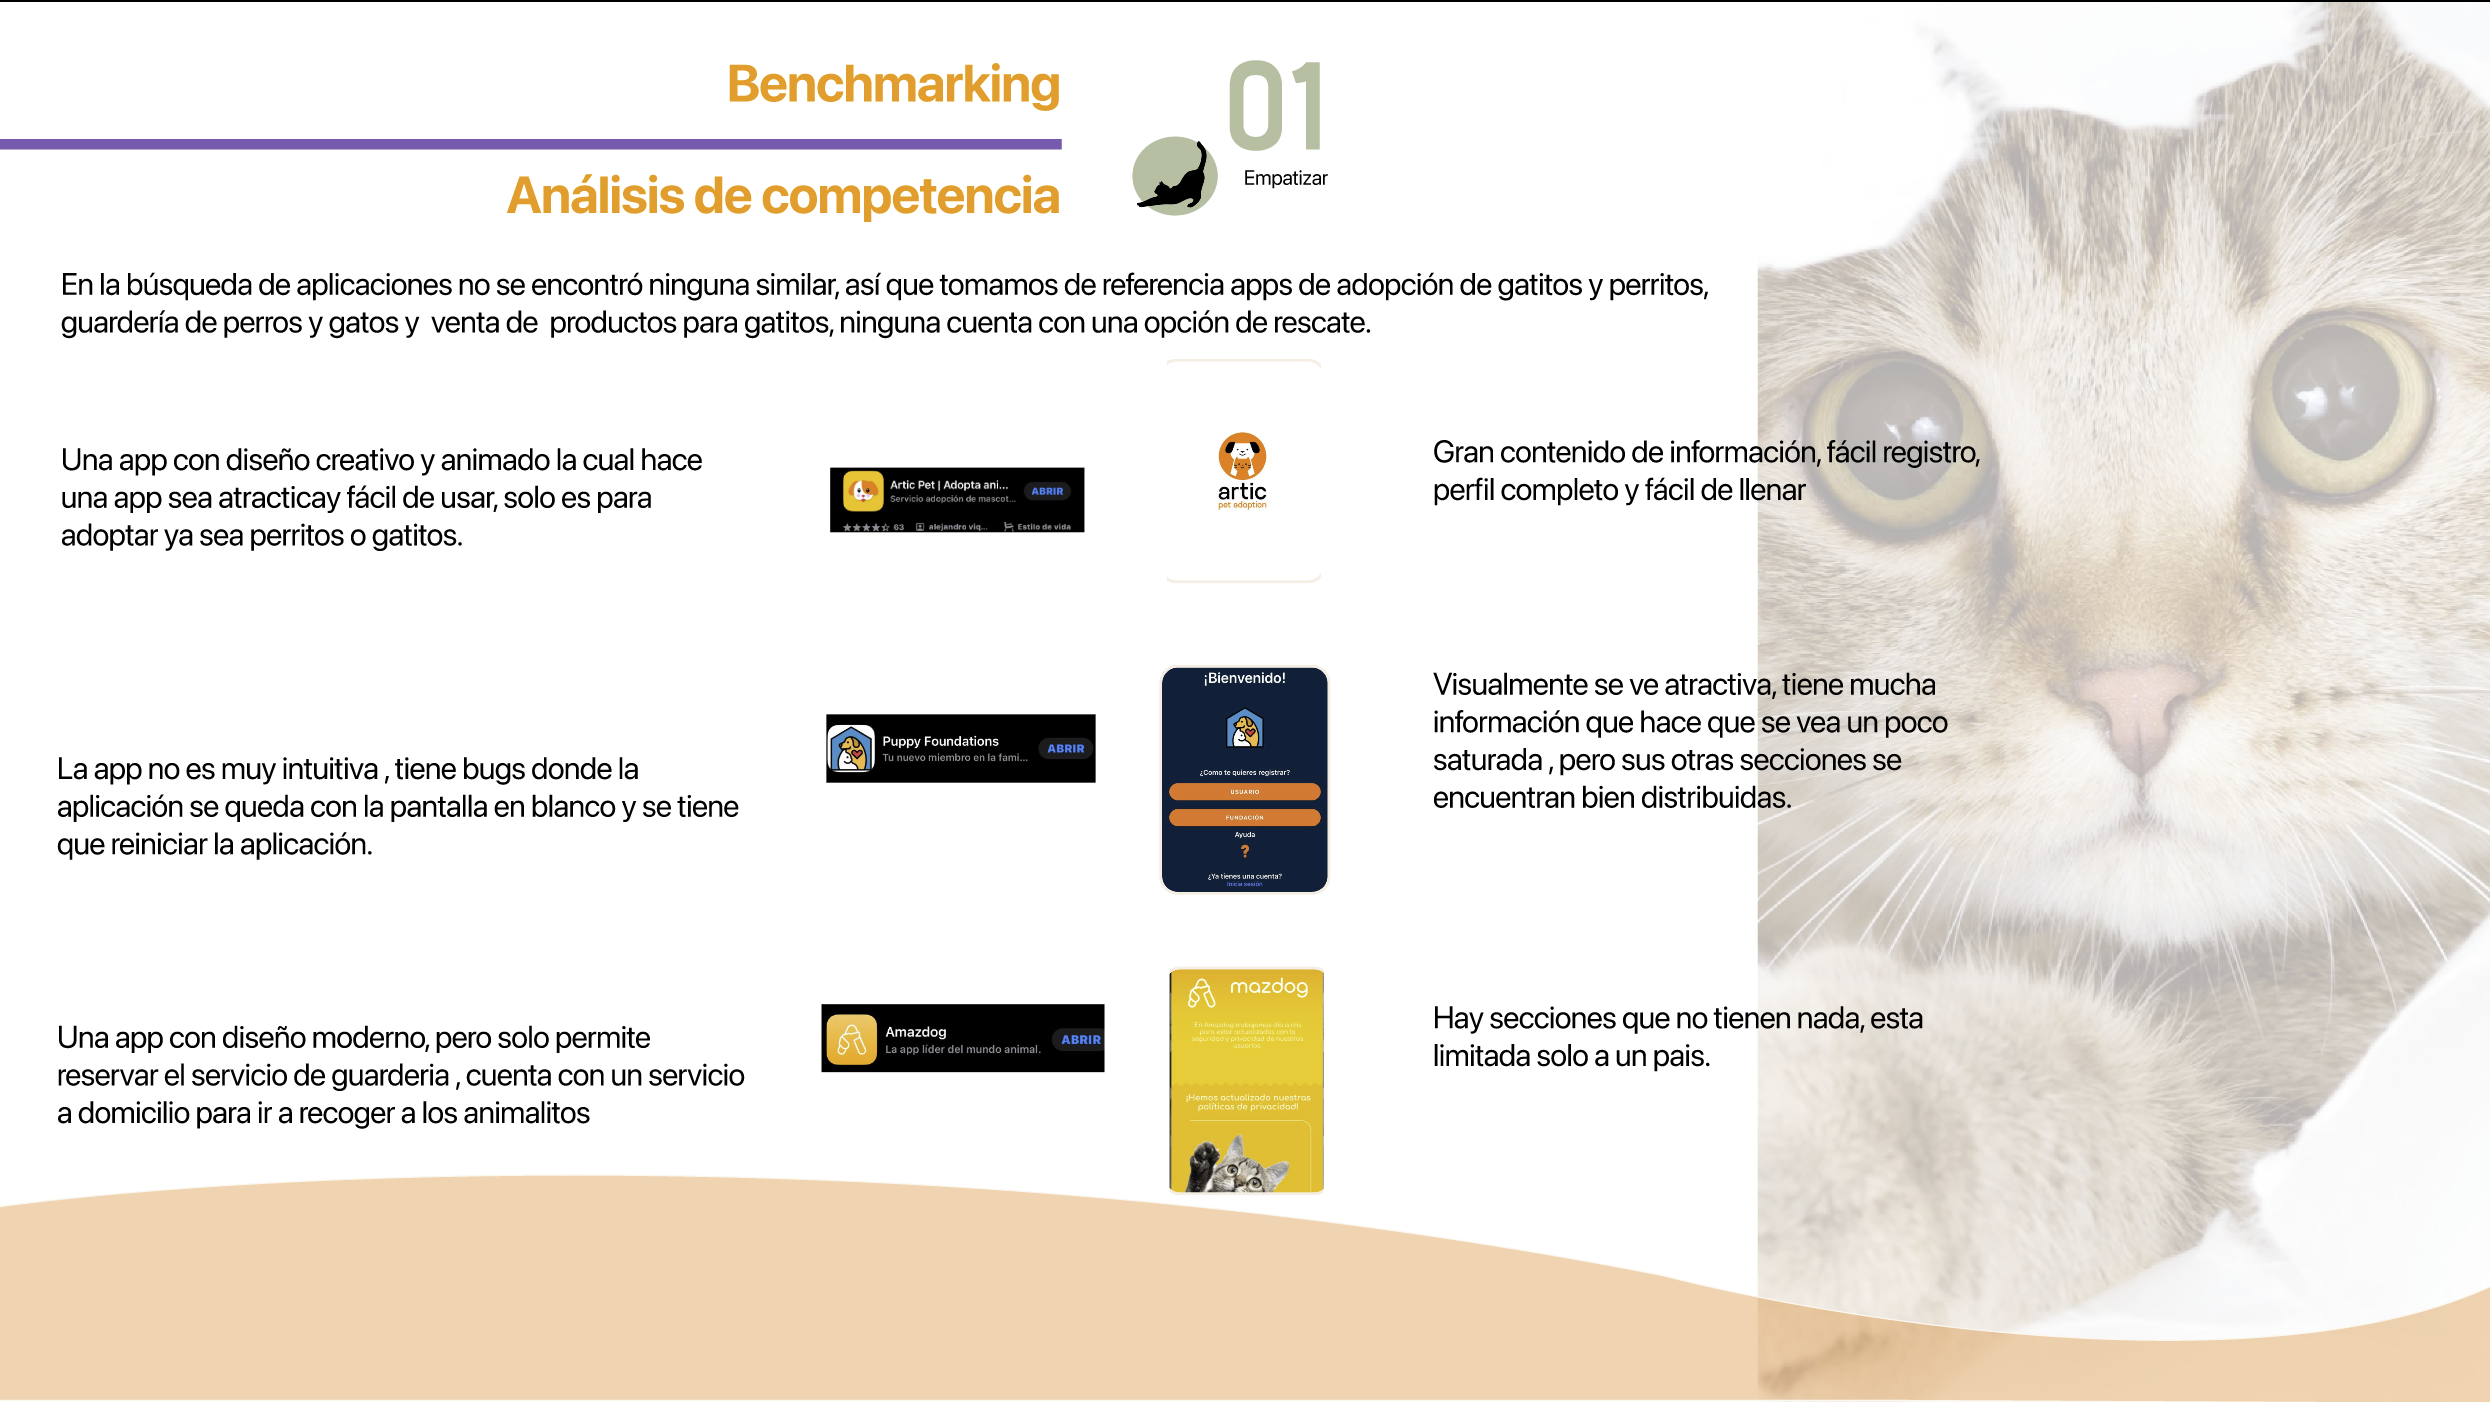 Benchmarking
01
Empatizar
Análisis de competencia
En la búsqueda de aplicaciones no se encontró ninguna similar, así que tomamos de referencia apps de adopción de gatitos y perritos,
guardería de perros y gatos y  venta de  productos para gatitos, ninguna cuenta con una opción de rescate.
Una app con diseño creativo y animado la cual hace
una app sea atracticay fácil de usar, solo es para
adoptar ya sea perritos o gatitos.
Artic Pet | Adopta ani...
Servicio adopción de mascot...
ABRIR
63
alejandro viq...
Estilo de vida
artic
pet adoption
Gran contenido de información, fácil registro,
perfil completo y fácil de llenar
La app no es muy intuitiva , tiene bugs donde la
aplicación se queda con la pantalla en blanco y se tiene
que reiniciar la aplicación.
Puppy Foundations
Tu nuevo miembro en la fami...
ABRIR
¡Bienvenido!
¿Como te quieres registrar?
USUARIO
FUNDACIÓN
Ayuda
?
¿Ya tienes una cuenta?
Inicia sesión
Visualmente se ve atractiva, tiene mucha
información que hace que se vea un poco
saturada , pero sus otras secciones se
encuentran bien distribuidas.
Una app con diseño moderno, pero solo permite
reservar el servicio de guarderia , cuenta con un servicio
a domicilio para ir a recoger a los animalitos
Amazdog
La app líder del mundo animal.
ABRIR
mazdog
En Amazdog trabajamos día a día
para estar actualizados con la
seguridad y privacidad de nuestros
usuarios.
¡Hemos actualizado nuestras
políticas de privacidad!
Hay secciones que no tienen nada, esta
limitada solo a un pais.